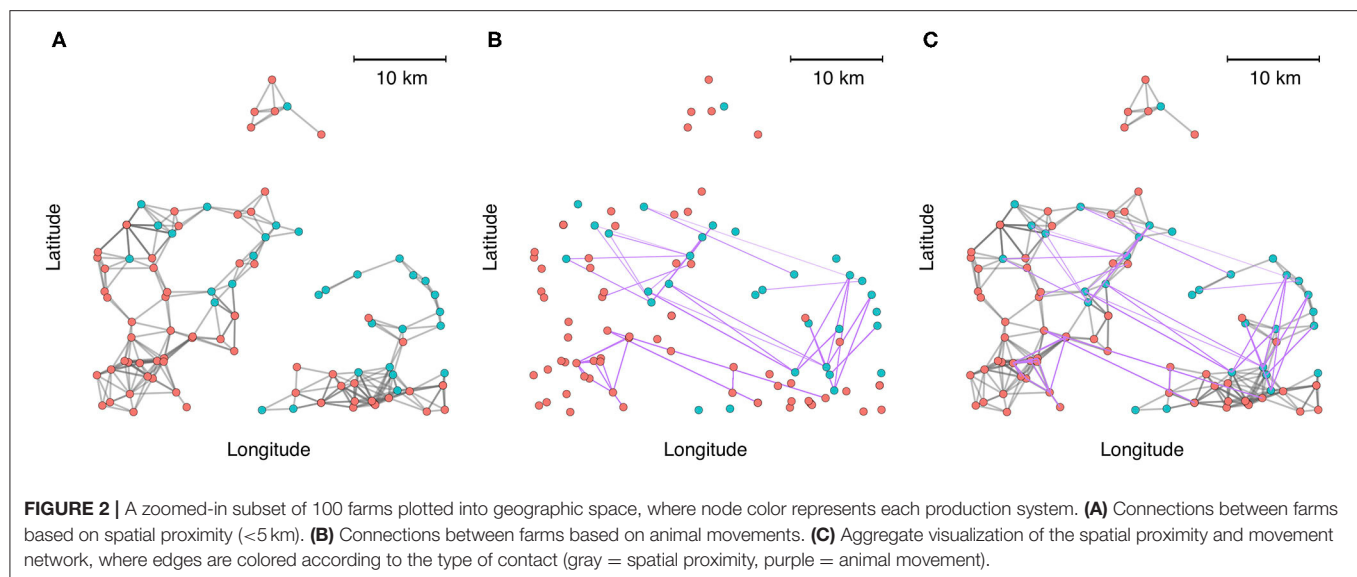 A
B
C
10 km
10 km
10 km
Latitude
Latitude
Latitude
Longitude
Longitude
Longitude
FIGURE 2 | A zoomed-in subset of 100 farms plotted into geographic space, where node color represents each production system. (A) Connections between farms
based on spatial proximity (<5 km). (B) Connections between farms based on animal movements. (C) Aggregate visualization of the spatial proximity and movement
network, where edges are colored according to the type of contact (gray = spatial proximity, purple = animal movement).